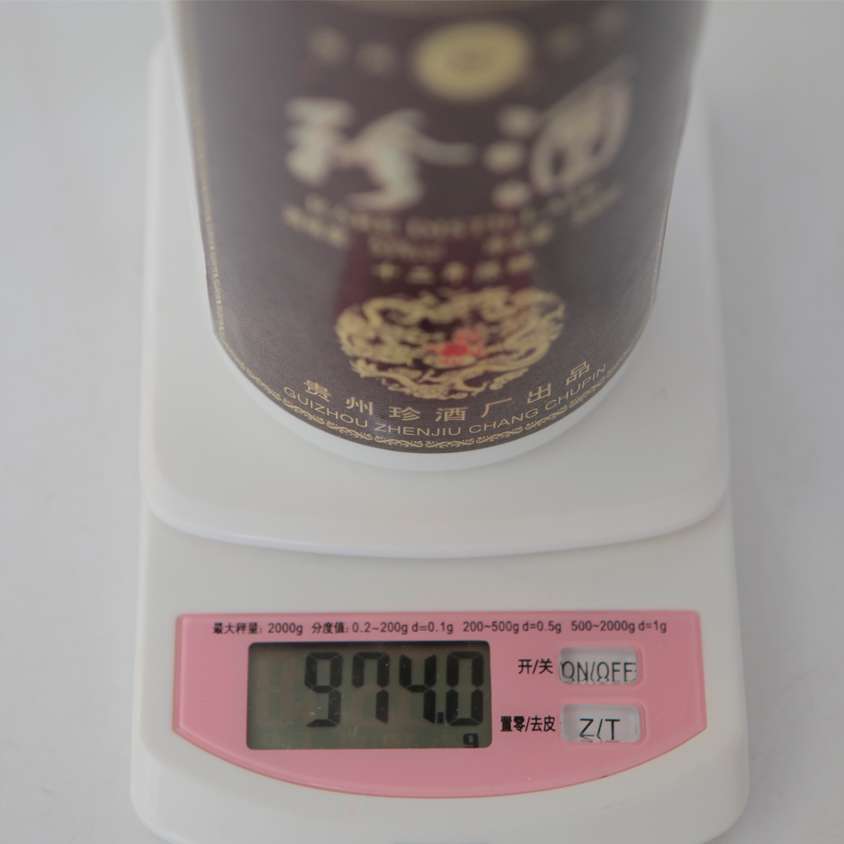 珍酒
贵州珍酒厂出品
GUIZHOU ZHENJIU CHANG CHUPIN
最大秤量: 2000g 分度值: 0.2-200g d=0.1g 200~500g d=0.5g 500~2000g d=1g
974.0
g
开/关 ON/OFF
置零/去皮 Z/T